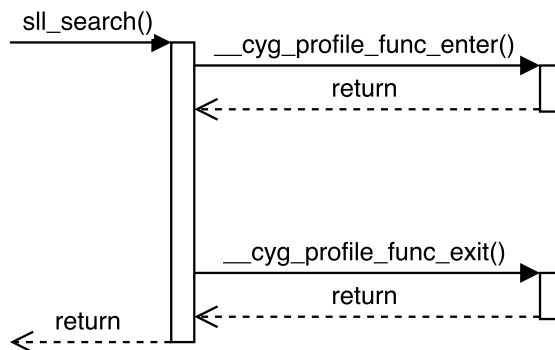 sll_search()
__cyg_profile_func_enter()
return
__cyg_profile_func_exit()
return
return